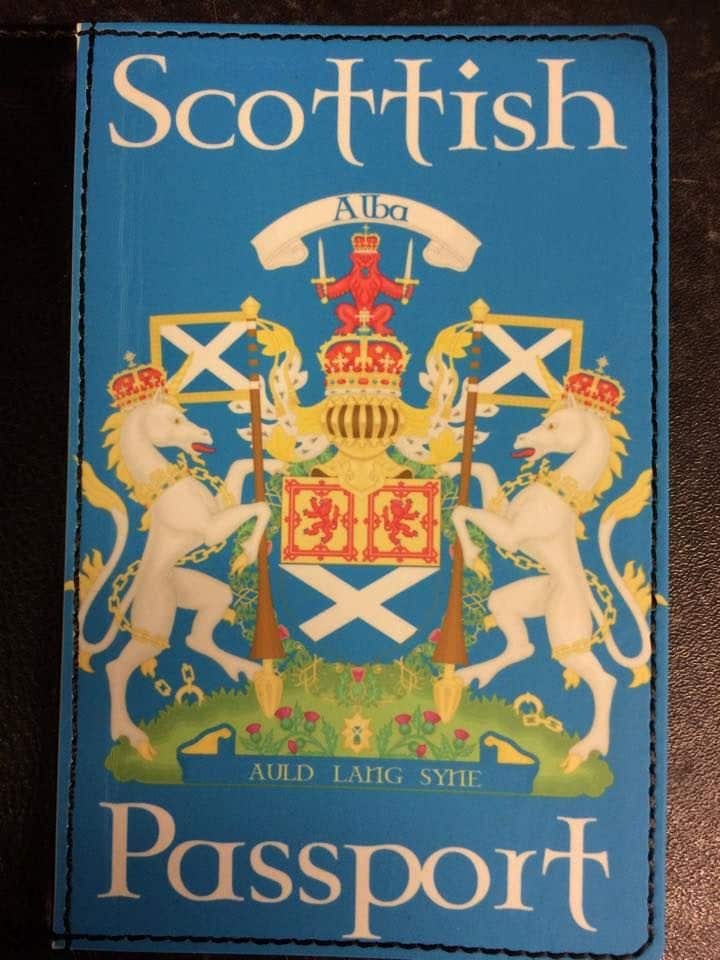 Scottish
Alba
AULD LANG SYNE
Passport